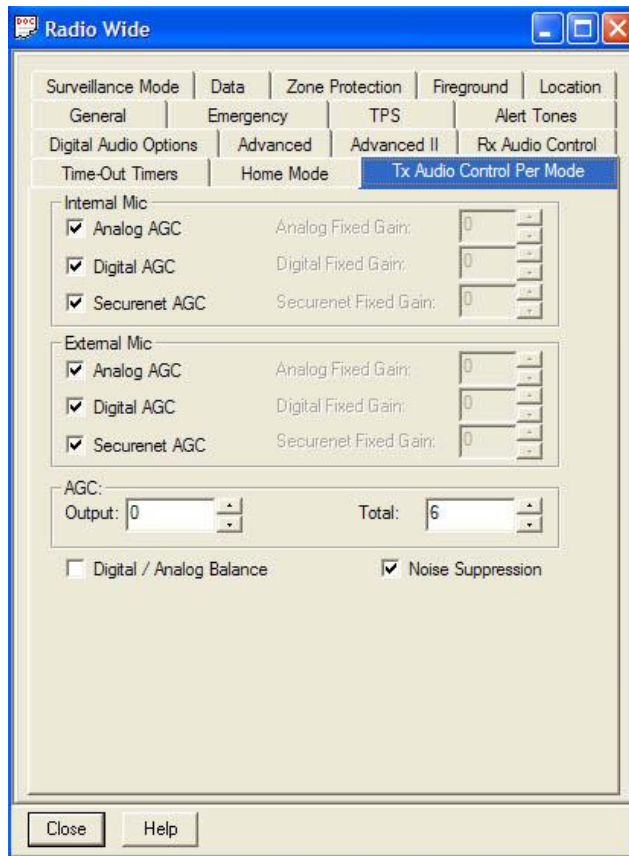 DOC
Radio Wide
Surveillance Mode Data Zone Protection Fireground Location
General Emergency TPS Alert Tones
Digital Audio Options Advanced Advanced II Rx Audio Control
Time-Out Timers Home Mode Tx Audio Control Per Mode
Internal Mic
Analog AGC Analog Fixed Gain: 0
Digital AGC Digital Fixed Gain: 0
Securenet AGC Securenet Fixed Gain: 0
External Mic
Analog AGC Analog Fixed Gain: 0
Digital AGC Digital Fixed Gain: 0
Securenet AGC Securenet Fixed Gain: 0
AGC:
Output: 0 Total: 6
Digital / Analog Balance Noise Suppression
Close Help